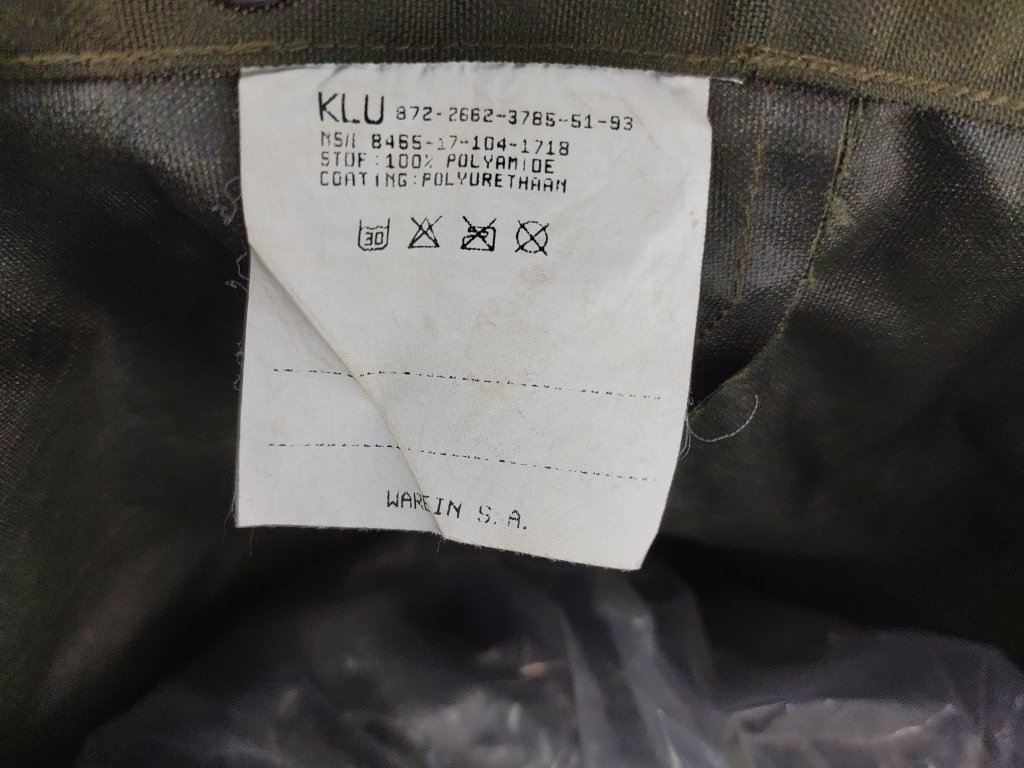 KLU 872-2662-3785-51-93
NSN 8465-17-104-1718
STOF:100% POLYAMIDE
COATING:POLYURETHAAN
30
WAREIN S.A.